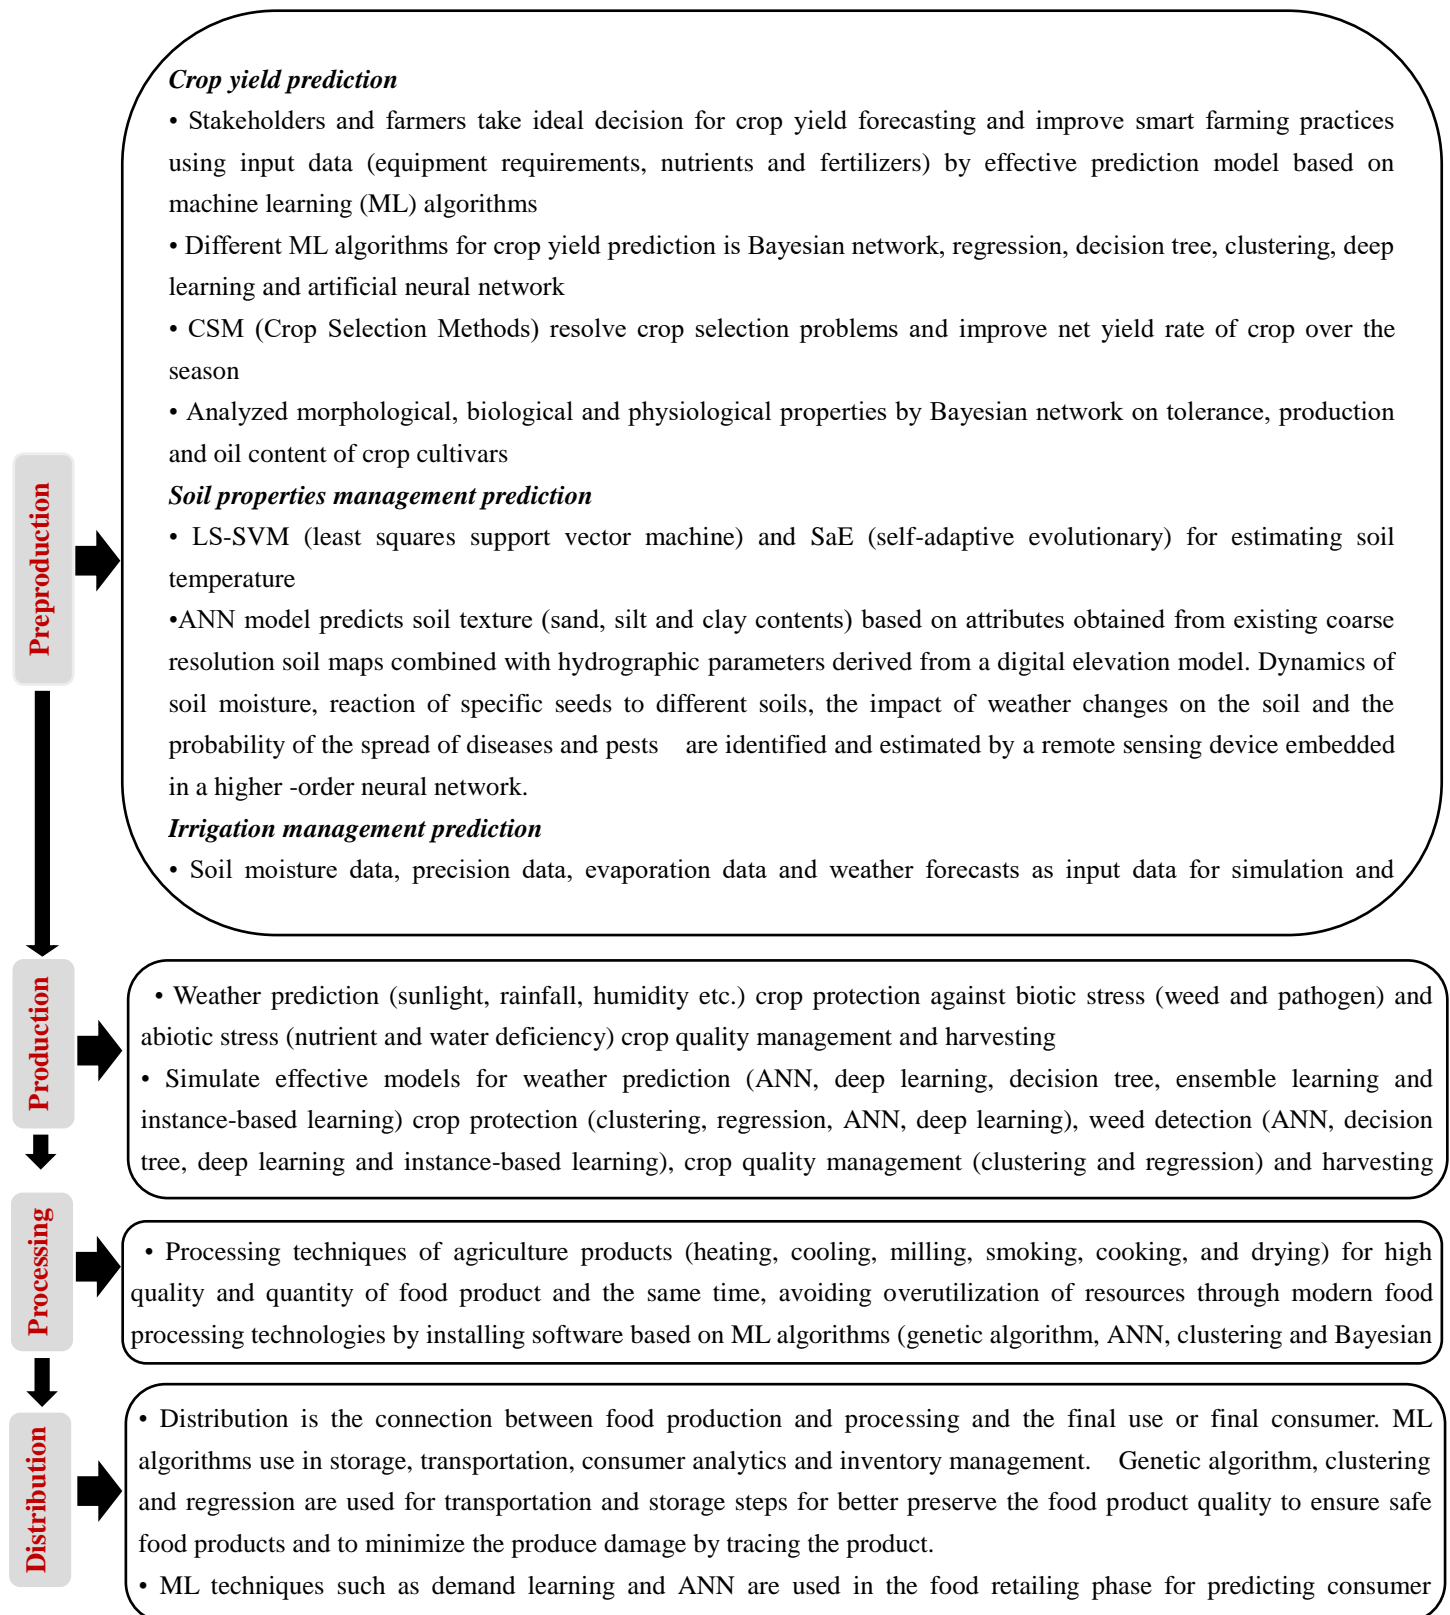 Crop yield prediction
• Stakeholders and farmers take ideal decision for crop yield forecasting and improve smart farming practices
using input data (equipment requirements, nutrients and fertilizers) by effective prediction model based on
machine learning (ML) algorithms
• Different ML algorithms for crop yield prediction is Bayesian network, regression, decision tree, clustering, deep
learning and artificial neural network
• CSM (Crop Selection Methods) resolve crop selection problems and improve net yield rate of crop over the
season
• Analyzed morphological, biological and physiological properties by Bayesian network on tolerance, production
and oil content of crop cultivars
Soil properties management prediction
• LS-SVM (least squares support vector machine) and SaE (self-adaptive evolutionary) for estimating soil
temperature
•ANN model predicts soil texture (sand, silt and clay contents) based on attributes obtained from existing coarse
resolution soil maps combined with hydrographic parameters derived from a digital elevation model. Dynamics of
soil moisture, reaction of specific seeds to different soils, the impact of weather changes on the soil and the
probability of the spread of diseases and pests are identified and estimated by a remote sensing device embedded
in a higher -order neural network.
Irrigation management prediction
• Soil moisture data, precision data, evaporation data and weather forecasts as input data for simulation and
Preproduction
• Weather prediction (sunlight, rainfall, humidity etc.) crop protection against biotic stress (weed and pathogen) and
abiotic stress (nutrient and water deficiency) crop quality management and harvesting
• Simulate effective models for weather prediction (ANN, deep learning, decision tree, ensemble learning and
instance-based learning) crop protection (clustering, regression, ANN, deep learning), weed detection (ANN, decision
tree, deep learning and instance-based learning), crop quality management (clustering and regression) and harvesting
Production
• Processing techniques of agriculture products (heating, cooling, milling, smoking, cooking, and drying) for high
quality and quantity of food product and the same time, avoiding overutilization of resources through modern food
processing technologies by installing software based on ML algorithms (genetic algorithm, ANN, clustering and Bayesian
Processing
• Distribution is the connection between food production and processing and the final use or final consumer. ML
algorithms use in storage, transportation, consumer analytics and inventory management. Genetic algorithm, clustering
and regression are used for transportation and storage steps for better preserve the food product quality to ensure safe
food products and to minimize the produce damage by tracing the product.
• ML techniques such as demand learning and ANN are used in the food retailing phase for predicting consumer
Distribution